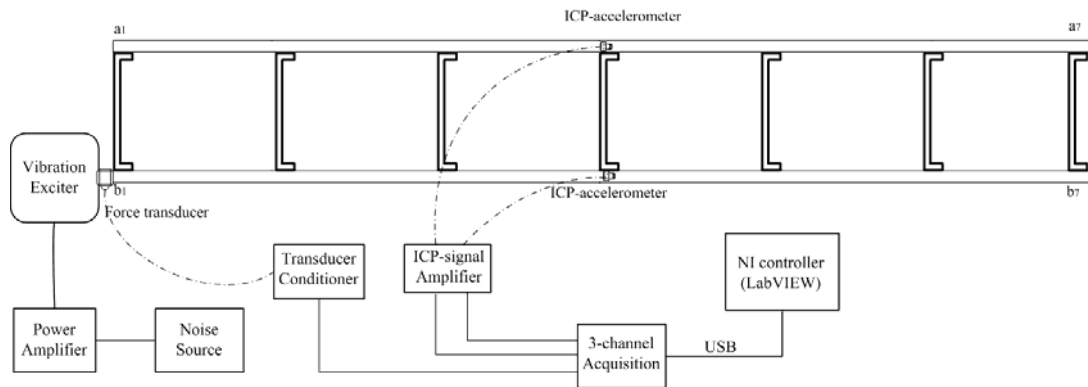 ICP-accelerometer
a1
a7
Vibration
Exciter
b1
ICP-accelerometer
b7
Force transducer
Transducer
Conditioner
ICP-signal
Amplifier
NI controller
(LabVIEW)
Power
Amplifier
Noise
Source
3-channel
Acquisition
USB